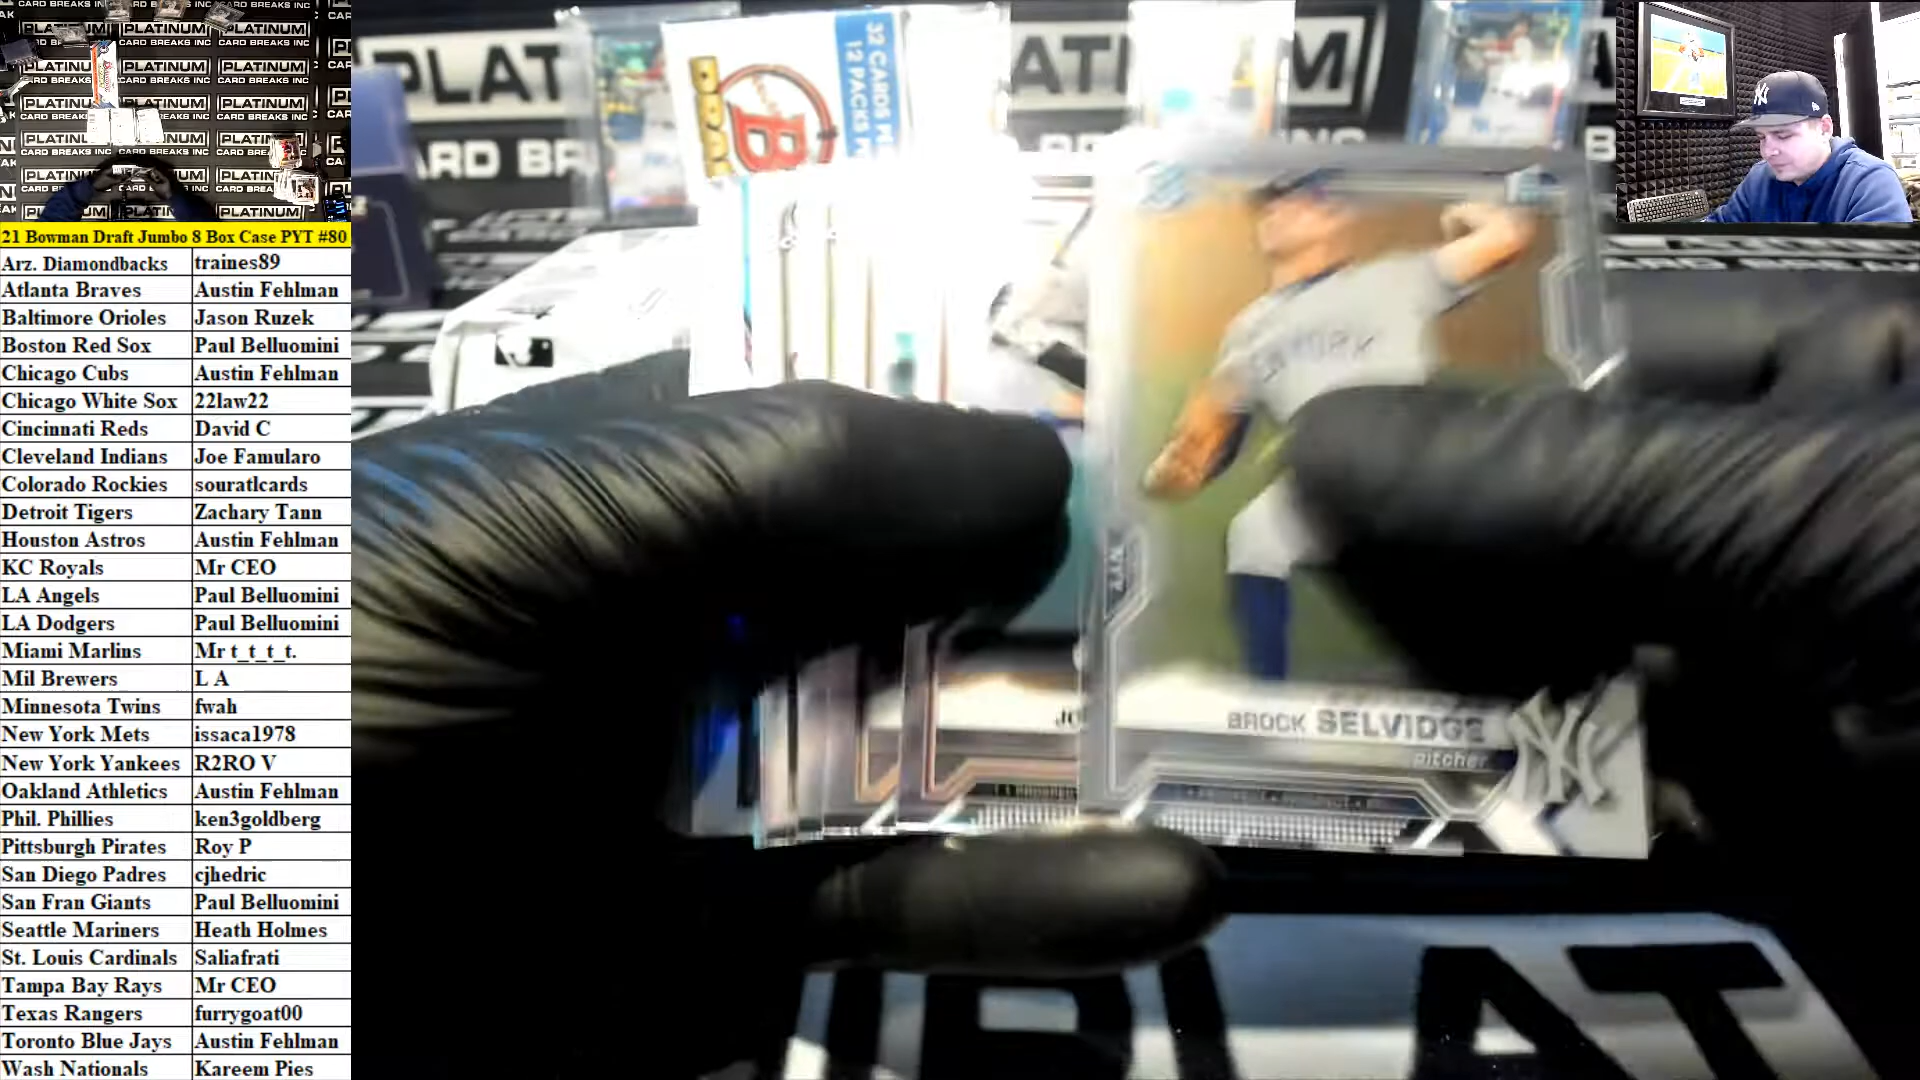 21 Bowman Draft Jumbo 8 Box Case PYT #80
Arz. Diamondbacks traines89
Atlanta Braves Austin Fehlman
Baltimore Orioles Jason Ruzek
Boston Red Sox Paul Belluomini
Chicago Cubs Austin Fehlman
Chicago White Sox 22law22
Cincinnati Reds David C
Cleveland Indians Joe Famularo
Colorado Rockies souratlcards
Detroit Tigers Zachary Tann
Houston Astros Austin Fehlman
KC Royals Mr CEO
LA Angels Paul Belluomini
LA Dodgers Paul Belluomini
Miami Marlins Mr t_t_t_t.
Mil Brewers L A
Minnesota Twins fwah
New York Mets issaca1978
New York Yankees R2RO V
Oakland Athletics Austin Fehlman
Phil. Phillies ken3goldberg
Pittsburgh Pirates Roy P
San Diego Padres cjhedric
San Fran Giants Paul Belluomini
Seattle Mariners Heath Holmes
St. Louis Cardinals Saliafrati
Tampa Bay Rays Mr CEO
Texas Rangers furrygoat00
Toronto Blue Jays Austin Fehlman
Wash Nationals Kareem Pies
PLATINUM
CARD BREAKS INC
32 CARDS
12 PACKS
BROCK SELVIDGE
pitcher
NY
PLAT